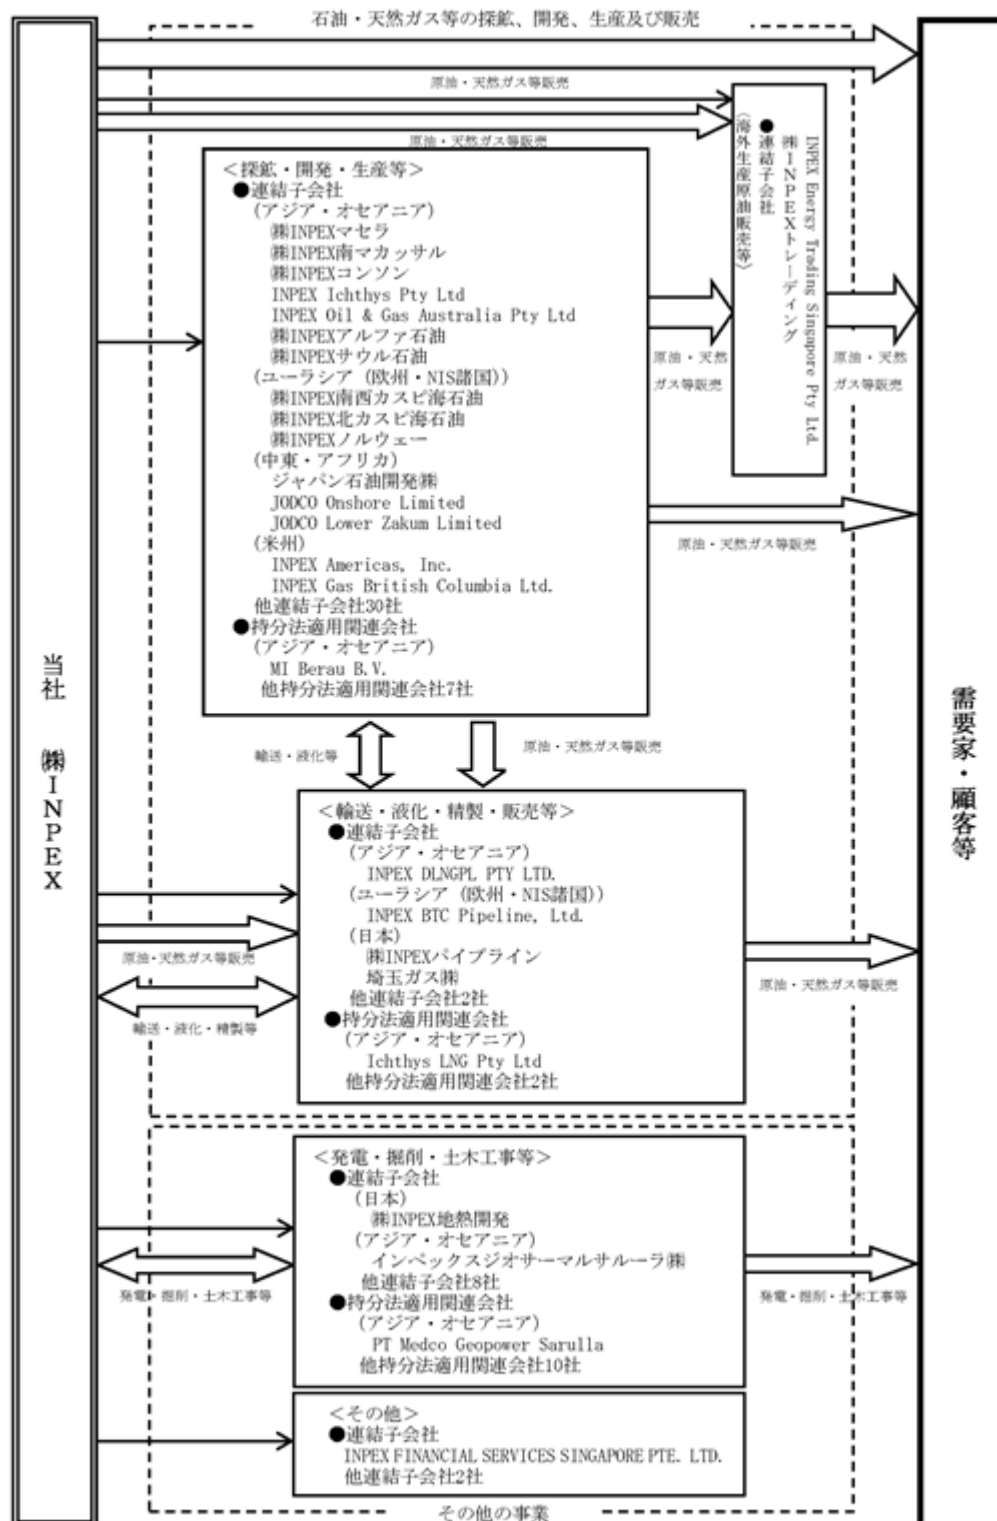 石油・天然ガス等の探鉱、開発、生産及び販売
当社 ㈱INPEX
需要家・顧客等
原油・天然ガス等販売
原油・天然ガス等販売
INPEX Energy Trading Singapore Pty Ltd.
㈱INPEXトレーディング
●連結子会社
(海外生産原油販売等)
<探鉱・開発・生産等>
●連結子会社
(アジア・オセアニア)
㈱INPEXマセラ
㈱INPEX南マカッサル
㈱INPEXコンソン
INPEX Ichthys Pty Ltd
INPEX Oil & Gas Australia Pty Ltd
㈱INPEXアルファ石油
㈱INPEXサウル石油
(ユーラシア (欧州・NIS諸国))
㈱INPEX南西カスピ海石油
㈱INPEX北カスピ海石油
㈱INPEXノルウェー
(中東・アフリカ)
ジャパン石油開発㈱
JODCO Onshore Limited
JODCO Lower Zakum Limited
(米州)
INPEX Americas, Inc.
INPEX Gas British Columbia Ltd.
他連結子会社30社
●持分法適用関連会社
(アジア・オセアニア)
MI Berau B.V.
他持分法適用関連会社7社
原油・天然
ガス等販売
原油・天然
ガス等販売
原油・天然ガス等販売
輸送・液化等
原油・天然ガス等販売
<輸送・液化・精製・販売等>
●連結子会社
(アジア・オセアニア)
INPEX DLNGPL PTY LTD.
(ユーラシア (欧州・NIS諸国))
INPEX BTC Pipeline, Ltd.
(日本)
㈱INPEXパイプライン
埼玉ガス㈱
他連結子会社2社
●持分法適用関連会社
(アジア・オセアニア)
Ichthys LNG Pty Ltd
他持分法適用関連会社2社
原油・天然ガス等販売
輸送・液化・精製等
原油・天然ガス等販売
<発電・掘削・土木工事等>
●連結子会社
(日本)
㈱INPEX地熱開発
(アジア・オセアニア)
インペックスジオサーマルサルーラ㈱
他連結子会社8社
●持分法適用関連会社
(アジア・オセアニア)
PT Medco Geopower Sarulla
他持分法適用関連会社10社
発電・掘削・土木工事等
発電・掘削・土木工事等
<その他>
●連結子会社
INPEX FINANCIAL SERVICES SINGAPORE PTE. LTD.
他連結子会社2社
その他の事業